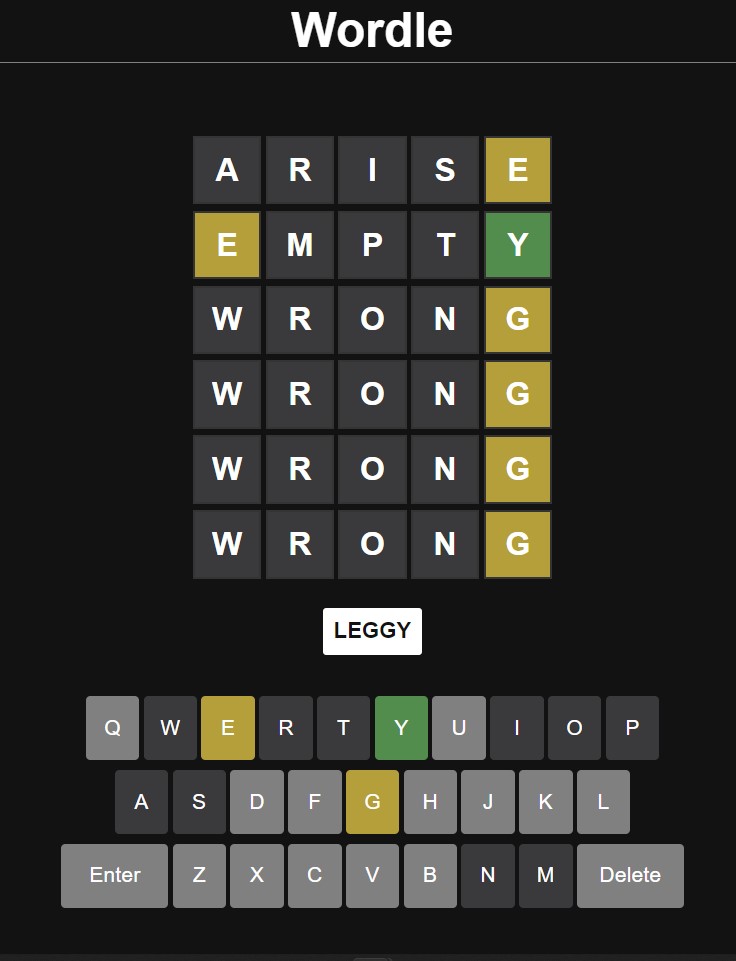 Wordle
A R I S E
E M P T Y
W R O N G
W R O N G
W R O N G
W R O N G
LEGGY
Q W E R T Y U I O P
A S D F G H J K L
Enter Z X C V B N M Delete